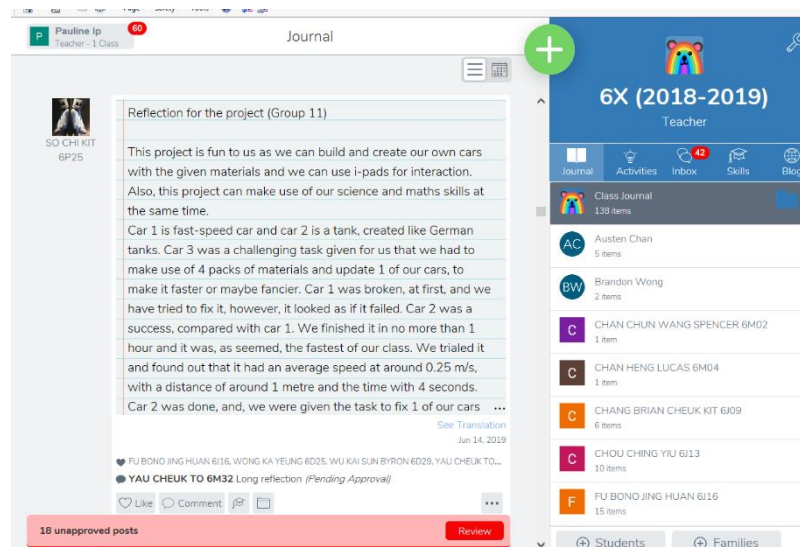 Page Safety Tools
P Pauline Ip 60
Teacher - 1 Class
Journal
SO CHI KIT
6P25
Reflection for the project (Group 11)
This project is fun to us as we can build and create our own cars
with the given materials and we can use i-pads for interaction.
Also, this project can make use of our science and maths skills at
the same time.
Car 1 is fast-speed car and car 2 is a tank, created like German
tanks. Car 3 was a challenging task given for us that we had to
make use of 4 packs of materials and update 1 of our cars, to
make it faster or maybe fancier. Car 1 was broken, at first, and we
have tried to fix it, however, it looked as if it failed. Car 2 was a
success, compared with car 1. We finished it in no more than 1
hour and it was, as seemed, the fastest of our class. We trialed it
and found out that it had an average speed at around 0.25 m/s,
with a distance of around 1 metre and the time with 4 seconds.
Car 2 was done, and, we were given the task to fix 1 of our cars ...
See Translation
Jun 14, 2019
FU BONO JING HUAN 6J16, WONG KA YEUNG 6D25, WU KAI SUN BYRON 6D29, YAU CHEUK TO...
YAU CHEUK TO 6M32 Long reflection (Pending Approval)
Like Comment
18 unapproved posts
Review
6X (2018-2019)
Teacher
Journal Activities Inbox 42 Skills Blog
Class Journal
138 items
AC Austen Chan
5 items
BW Brandon Wong
2 items
C CHAN CHUN WANG SPENCER 6M02
1 item
C CHAN HENG LUCAS 6M04
1 item
C CHANG BRIAN CHEUK KIT 6J09
6 items
C CHOU CHING YIU 6J13
10 items
F FU BONO JING HUAN 6J16
15 items
Students
Families